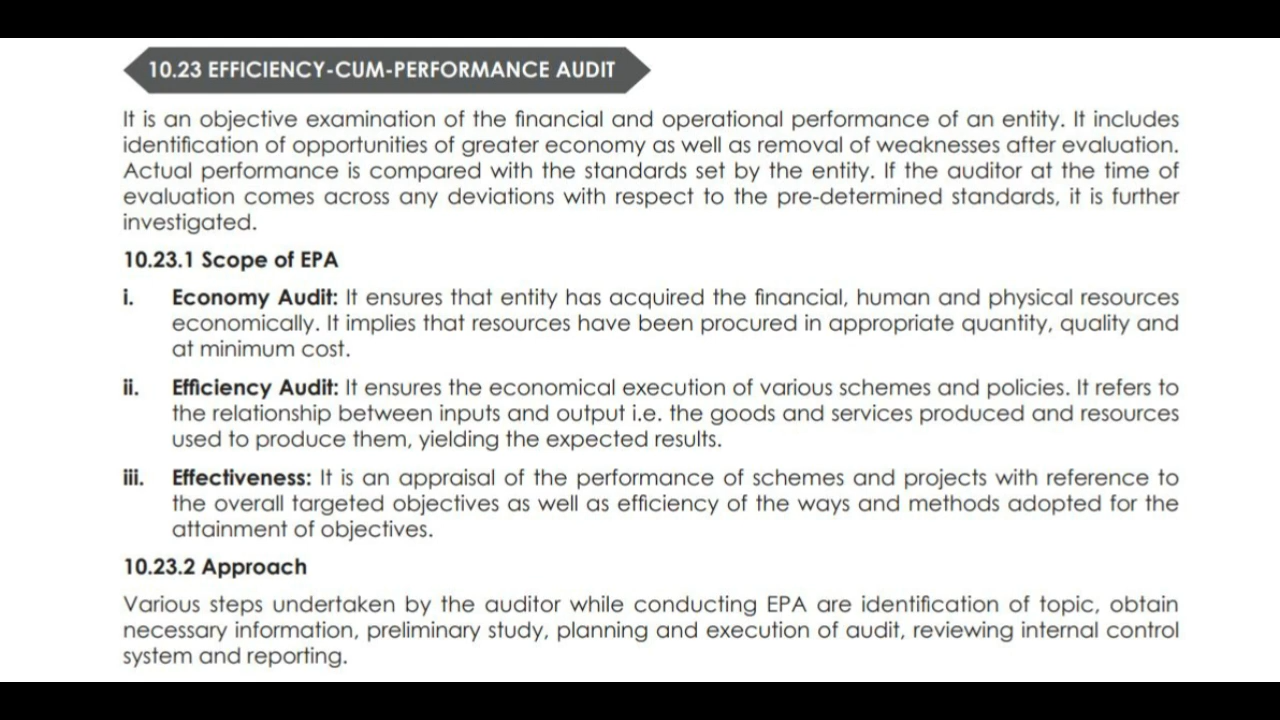 10.23 EFFICIENCY-CUM-PERFORMANCE AUDIT
It is an objective examination of the financial and operational performance of an entity. It includes
identification of opportunities of greater economy as well as removal of weaknesses after evaluation.
Actual performance is compared with the standards set by the entity. If the auditor at the time of
evaluation comes across any deviations with respect to the pre-determined standards, it is further
investigated.
10.23.1 Scope of EPA
i. Economy Audit: It ensures that entity has acquired the financial, human and physical resources
economically. It implies that resources have been procured in appropriate quantity, quality and
at minimum cost.
ii. Efficiency Audit: It ensures the economical execution of various schemes and policies. It refers to
the relationship between inputs and output i.e. the goods and services produced and resources
used to produce them, yielding the expected results.
iii. Effectiveness: It is an appraisal of the performance of schemes and projects with reference to
the overall targeted objectives as well as efficiency of the ways and methods adopted for the
attainment of objectives.
10.23.2 Approach
Various steps undertaken by the auditor while conducting EPA are identification of topic, obtain
necessary information, preliminary study, planning and execution of audit, reviewing internal control
system and reporting.